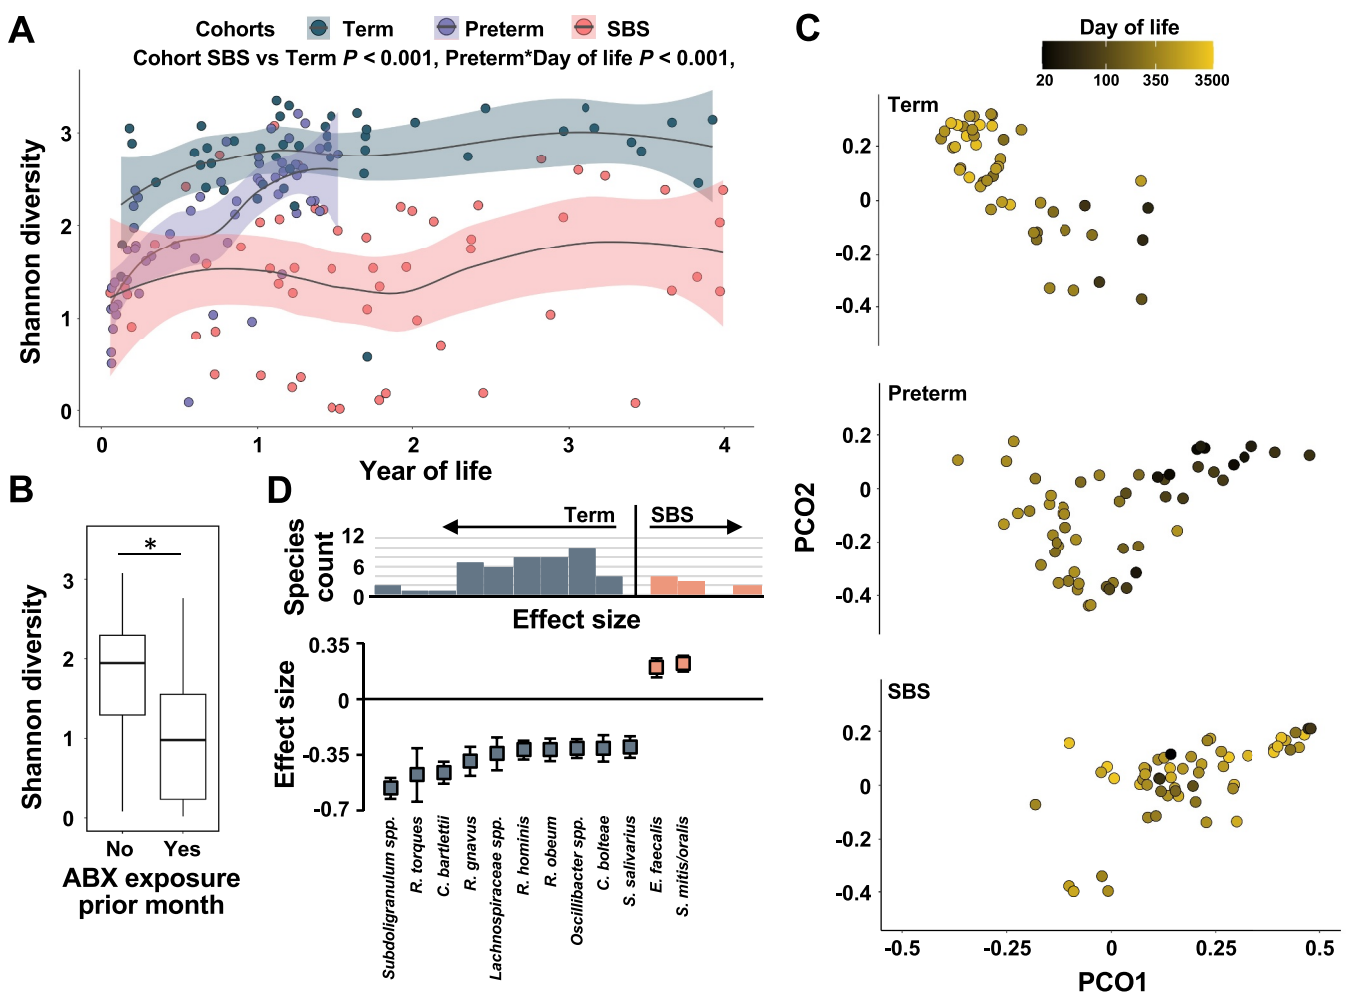 A
Cohorts Term Preterm SBS
Cohort SBS vs Term P < 0.001, Preterm*Day of life P < 0.001,
Shannon diversity
3
2
1
0
0 1 2 3 4
Year of life
B
*
Shannon diversity
3
2
1
0
No Yes
ABX exposure
prior month
C
Day of life
20 100 350 3500
Term
0.2
0
-0.2
-0.4
Preterm
0.2
0
-0.2
-0.4
SBS
0.2
0
-0.2
-0.4
PCO2
-0.5 -0.25 0 0.25 0.5
PCO1
D
Term SBS
Species
count
12
6
0
Effect size
Effect size
0.35
0
-0.35
-0.7
Subdoligranulum spp.
R. torques
C. bartlettii
R. gnavus
Lachnospiraceae spp.
R. hominis
R. obeum
Oscillibacter spp.
C. bolteae
S. salivarius
E. faecalis
S. mitis/oralis